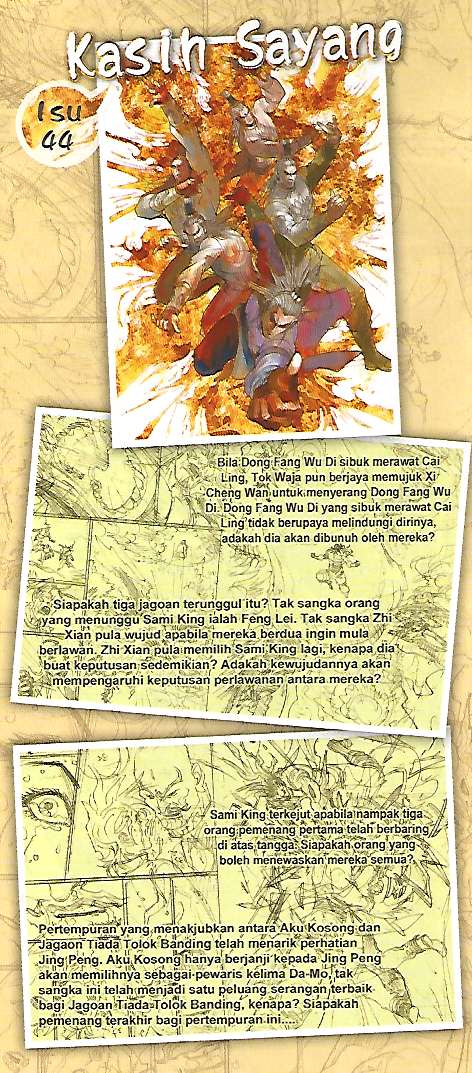 Kasih Sayang
Isu
44
Bila Dong Fang Wu Di sibuk merawat Cai
Ling, Tok Waja pun berjaya memujuk Xi
Cheng Wan untuk menyerang Dong Fang Wu
Di. Dong Fang Wu Di yang sibuk merawat Cai
Ling tidak berupaya melindungi dirinya,
adakah dia akan dibunuh oleh mereka?
Siapakah tiga jagoan terunggul itu? Tak sangka orang
yang menunggu Sami King ialah Feng Lei. Tak sangka Zhi
Xian pula wujud apabila mereka berdua ingin mula
berlawan. Zhi Xian pula memilih Sami King lagi, kenapa dia
buat keputusan sedemikian? Adakah kewujudannya akan
mempengaruhi keputusan perlawanan antara mereka?
Sami King terkejut apabila nampak tiga
orang pemenang pertama telah berbaring
di atas tangga. Siapakah orang yang
boleh menewaskan mereka semua?
Pertempuran yang menakjubkan antara Aku Kosong dan
Jagaon Tiada Tolok Banding telah menarik perhatian
Jing Peng. Aku Kosong hanya berjanji kepada Jing Peng
akan memilihnya sebagai pewaris kelima Da-Mo, tak
sangka ini telah menjadi satu peluang serangan terbaik
bagi Jagoan Tiada Tolok Banding, kenapa? Siapakah
pemenang terakhir bagi pertempuran ini....